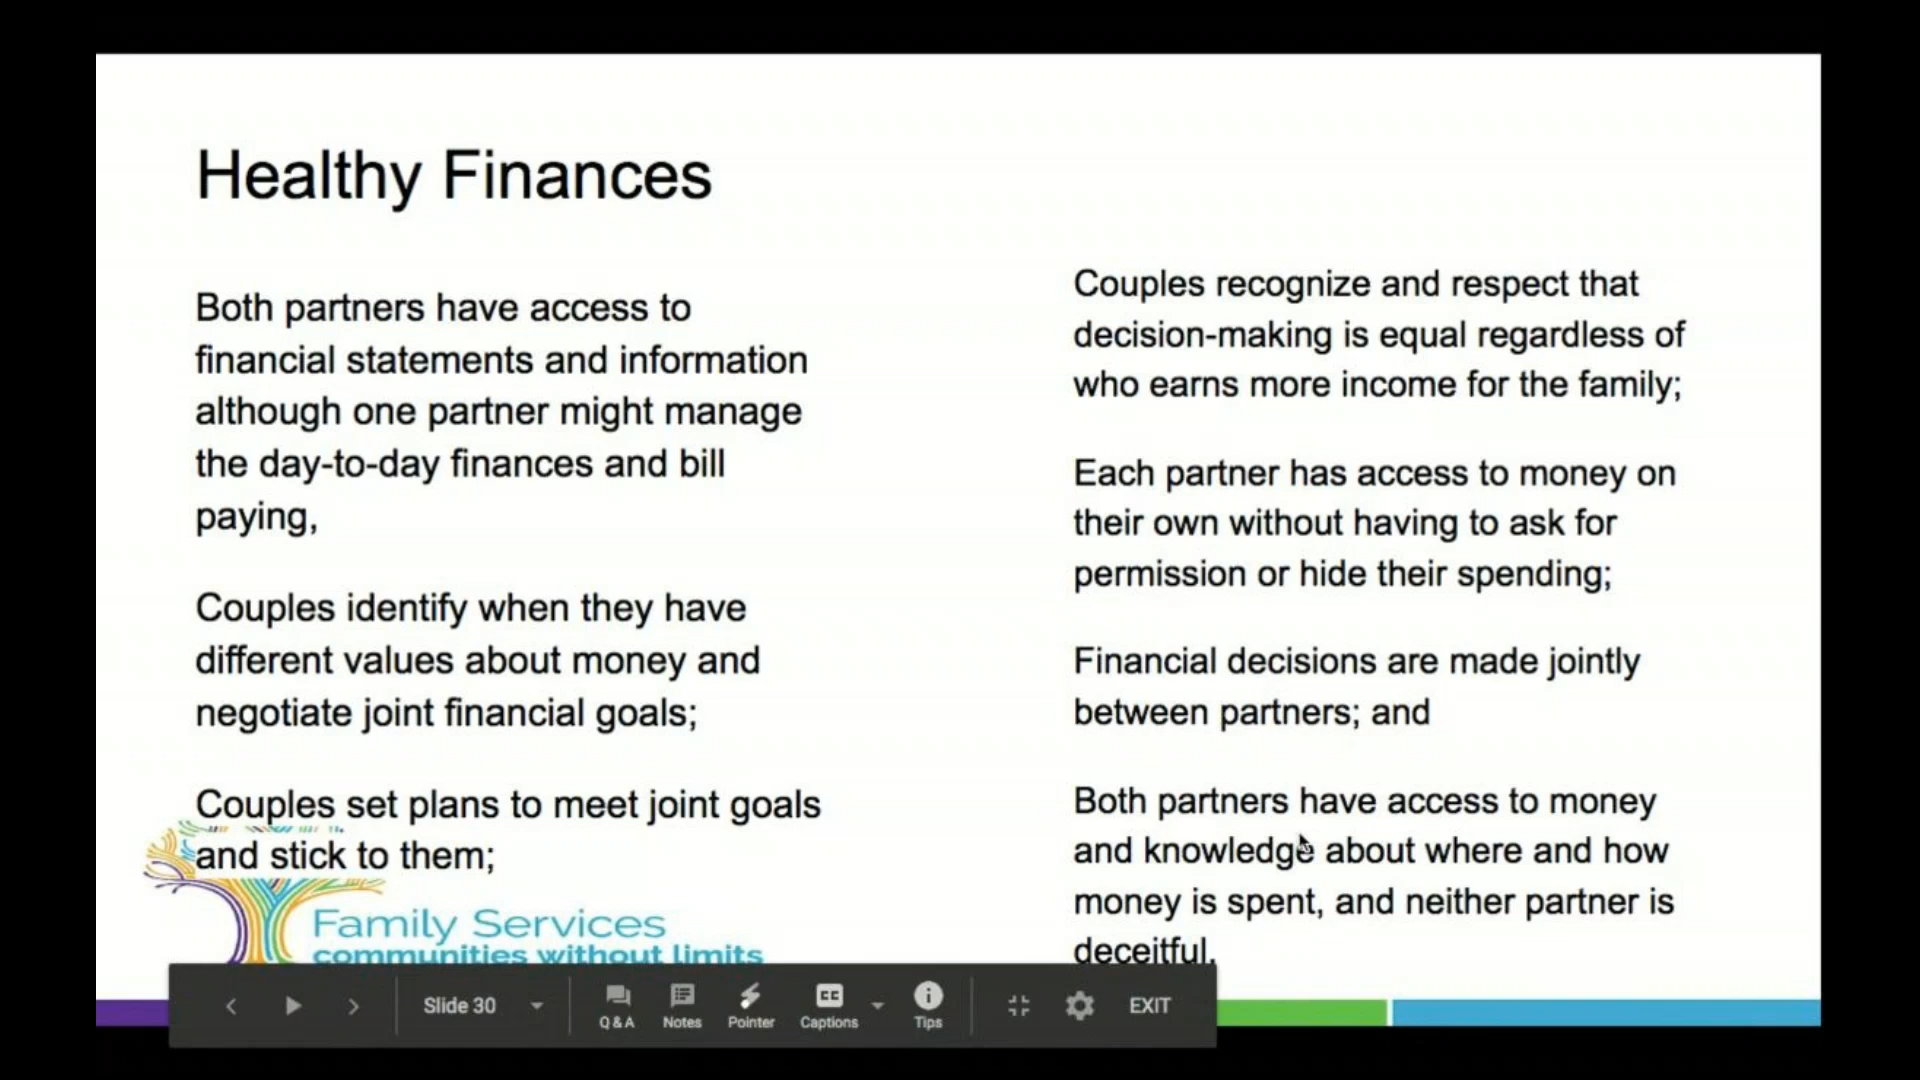 Healthy Finances
Both partners have access to
financial statements and information
although one partner might manage
the day-to-day finances and bill
paying,
Couples identify when they have
different values about money and
negotiate joint financial goals;
Couples set plans to meet joint goals
and stick to them;
Couples recognize and respect that
decision-making is equal regardless of
who earns more income for the family;
Each partner has access to money on
their own without having to ask for
permission or hide their spending;
Financial decisions are made jointly
between partners; and
Both partners have access to money
and knowledge about where and how
money is spent, and neither partner is
deceitful.
Family Services
communities without limits
Slide 30
Q & A
Notes
Pointer
CC
Captions
Tips
EXIT